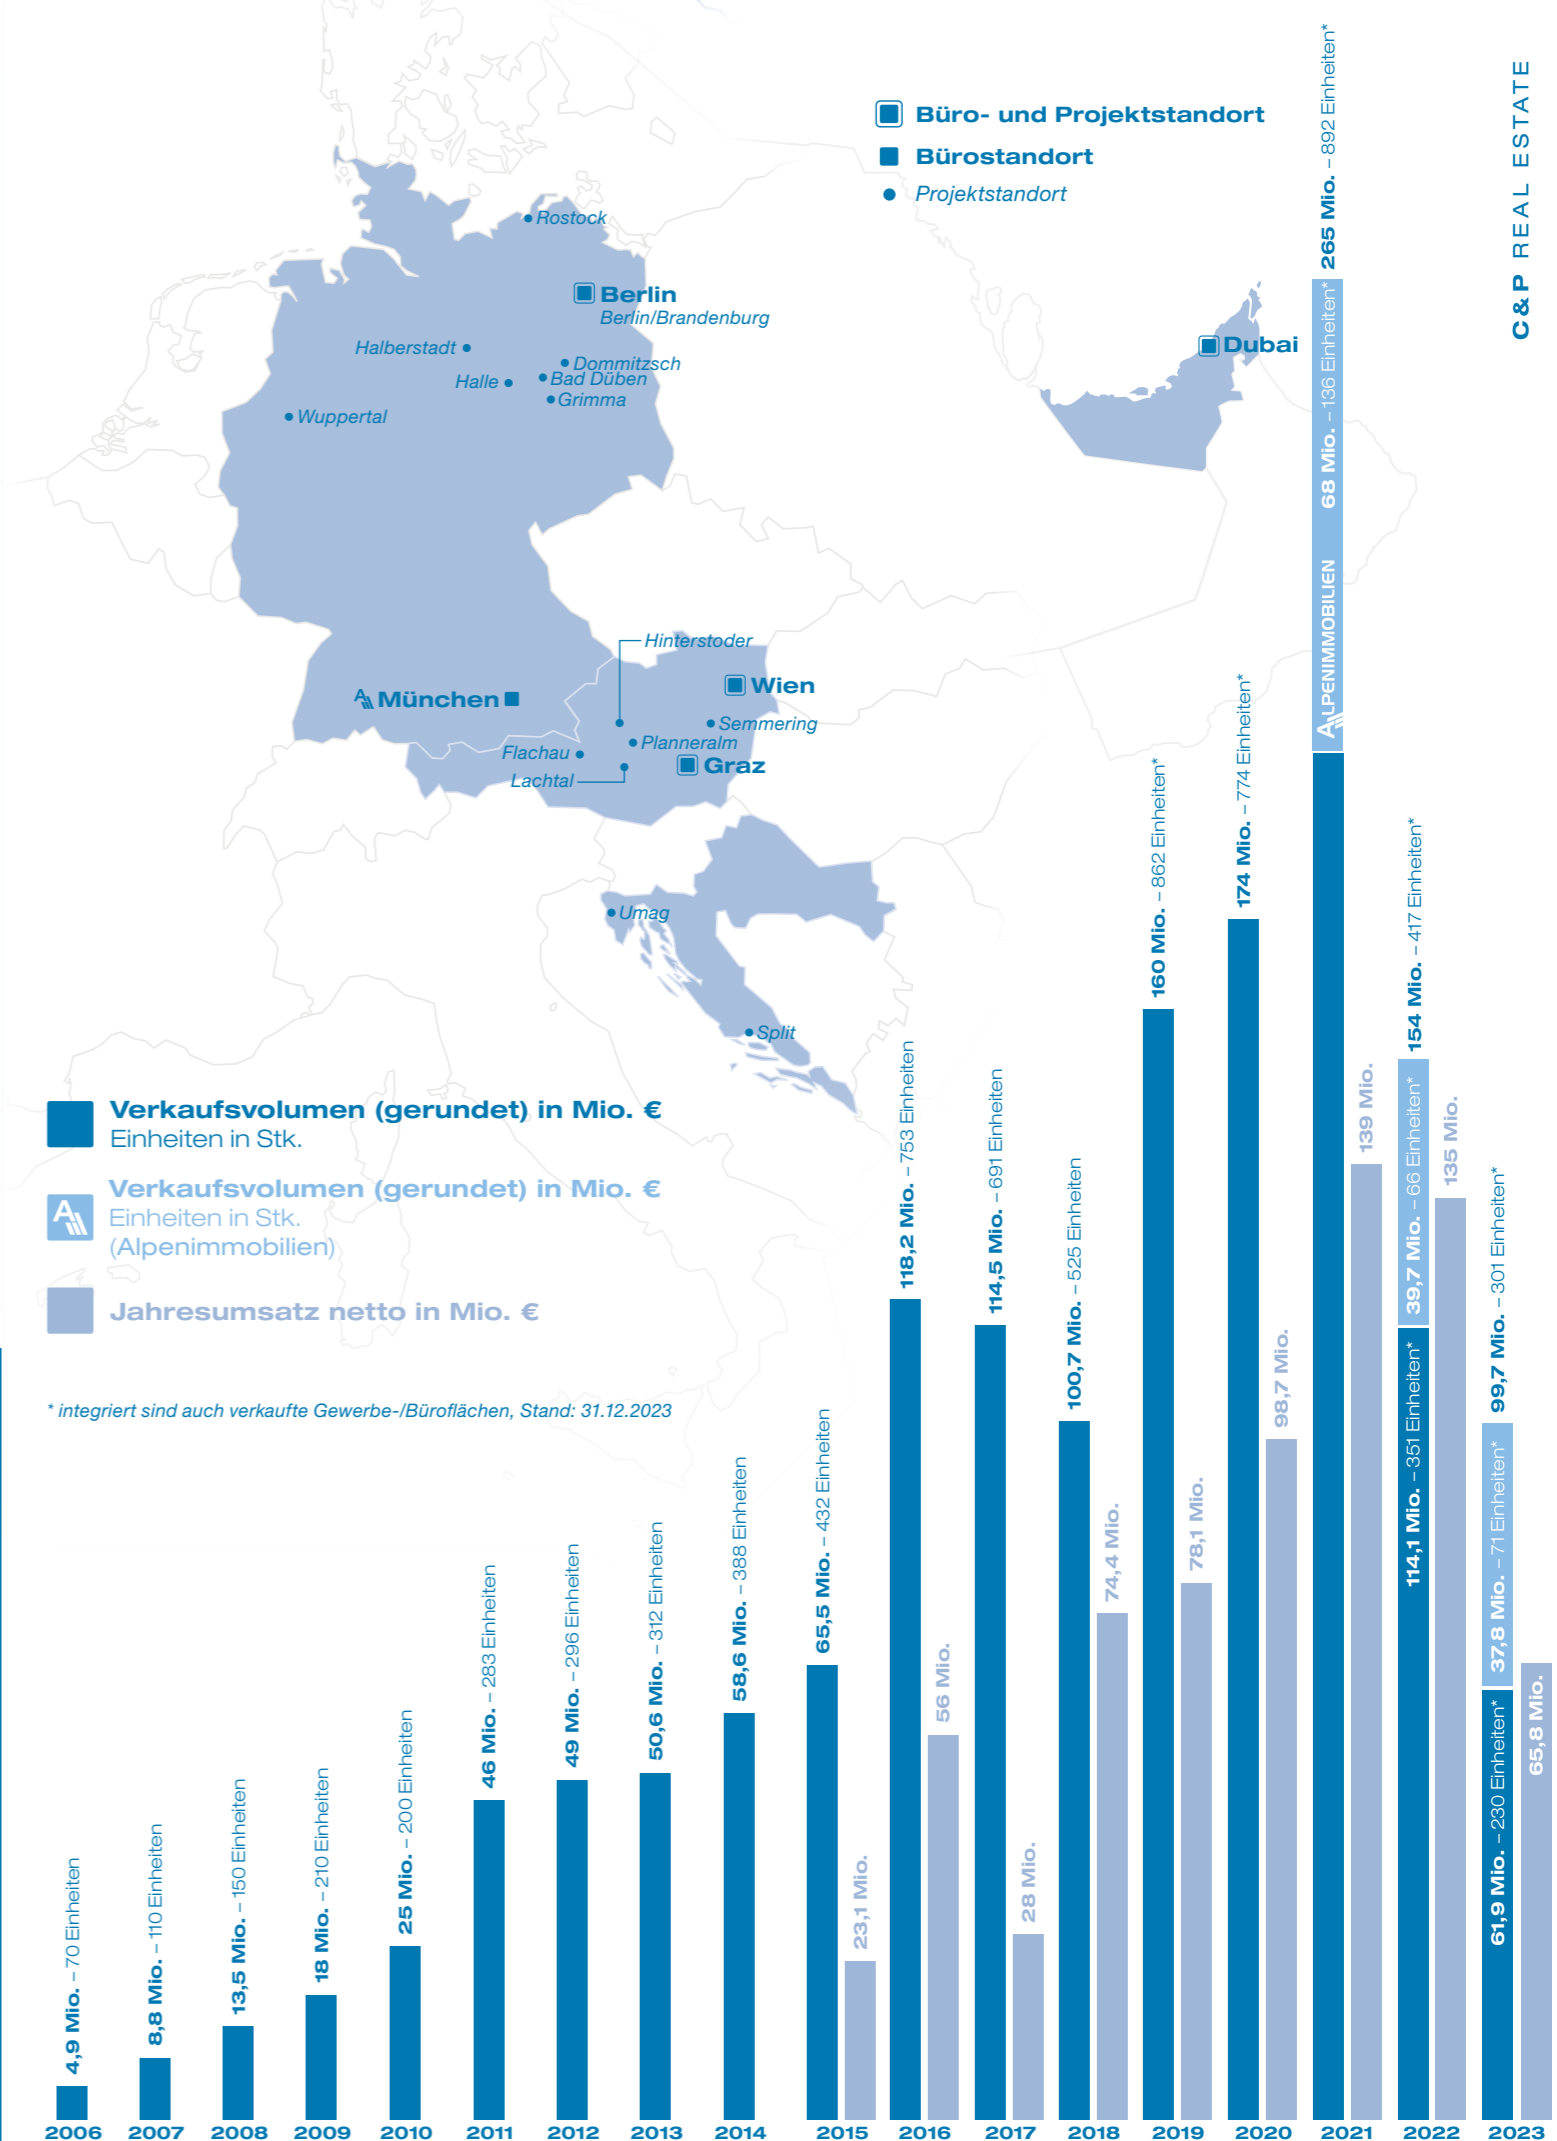 C&P REAL ESTATE
Büro- und Projektstandort
Bürostandort
Projektstandort
Rostock
Berlin
Berlin/Brandenburg
Halberstadt
Dommitzsch
Halle
Bad Düben
Grimma
Wuppertal
Dubai
Hinterstoder
München
Wien
Semmering
Planneralm
Flachau
Graz
Lachtal
Umag
Split
Verkaufsvolumen (gerundet) in Mio. €
Einheiten in Stk.
Verkaufsvolumen (gerundet) in Mio. €
Einheiten in Stk.
(Alpenimmobilien)
Jahresumsatz netto in Mio. €
* integriert sind auch verkaufte Gewerbe-/Büroflächen, Stand: 31.12.2023
4,9 Mio. – 70 Einheiten
8,8 Mio. – 110 Einheiten
13,5 Mio. – 150 Einheiten
18 Mio. – 210 Einheiten
25 Mio. – 200 Einheiten
46 Mio. – 283 Einheiten
49 Mio. – 296 Einheiten
50,6 Mio. – 312 Einheiten
58,6 Mio. – 388 Einheiten
65,5 Mio. – 432 Einheiten
23,1 Mio.
118,2 Mio. – 753 Einheiten
56 Mio.
114,5 Mio. – 691 Einheiten
28 Mio.
100,7 Mio. – 525 Einheiten
74,4 Mio.
160 Mio. – 862 Einheiten*
78,1 Mio.
174 Mio. – 774 Einheiten*
98,7 Mio.
265 Mio. – 892 Einheiten*
68 Mio. – 136 Einheiten*
ALPENIMMOBILIEN
139 Mio.
154 Mio. – 417 Einheiten*
39,7 Mio. – 66 Einheiten*
114,1 Mio. – 351 Einheiten*
135 Mio.
99,7 Mio. – 301 Einheiten*
37,8 Mio. – 71 Einheiten*
61,9 Mio. – 230 Einheiten*
65,8 Mio.
2006 2007 2008 2009 2010 2011 2012 2013 2014 2015 2016 2017 2018 2019 2020 2021 2022 2023